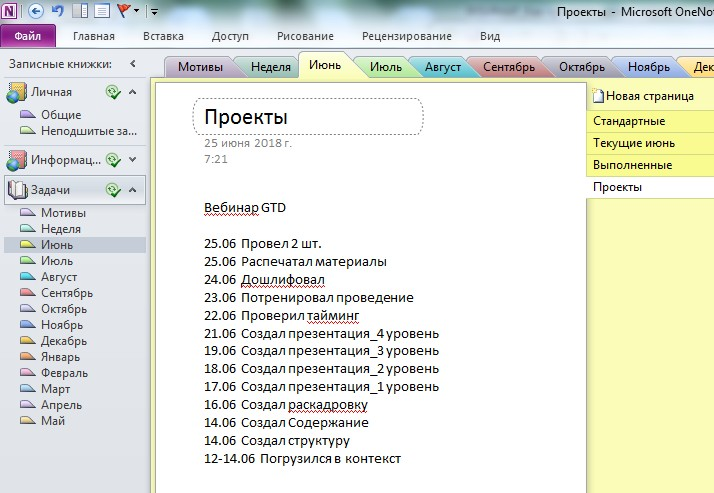 Проекты - Microsoft OneNot
Файл Главная Вставка Доступ Рисование Рецензирование Вид
Записные книжки:
Личная
Общие
Неподшитые за...
Информац...
Задачи
Мотивы
Неделя
Июнь
Июль
Август
Сентябрь
Октябрь
Ноябрь
Декабрь
Январь
Февраль
Март
Апрель
Май
Мотивы Неделя Июнь Июль Август Сентябрь Октябрь Ноябрь Дек
Проекты
25 июня 2018 г.
7:21
Вебинар GTD
25.06 Провел 2 шт.
25.06 Распечатал материалы
24.06 Дошлифовал
23.06 Потренировал проведение
22.06 Проверил тайминг
21.06 Создал презентация_4 уровень
19.06 Создал презентация_3 уровень
18.06 Создал презентация_2 уровень
17.06 Создал презентация_1 уровень
16.06 Создал раскадровку
14.06 Создал Содержание
14.06 Создал структуру
12-14.06 Погрузился в контекст
Новая страница
Стандартные
Текущие июнь
Выполненные
Проекты